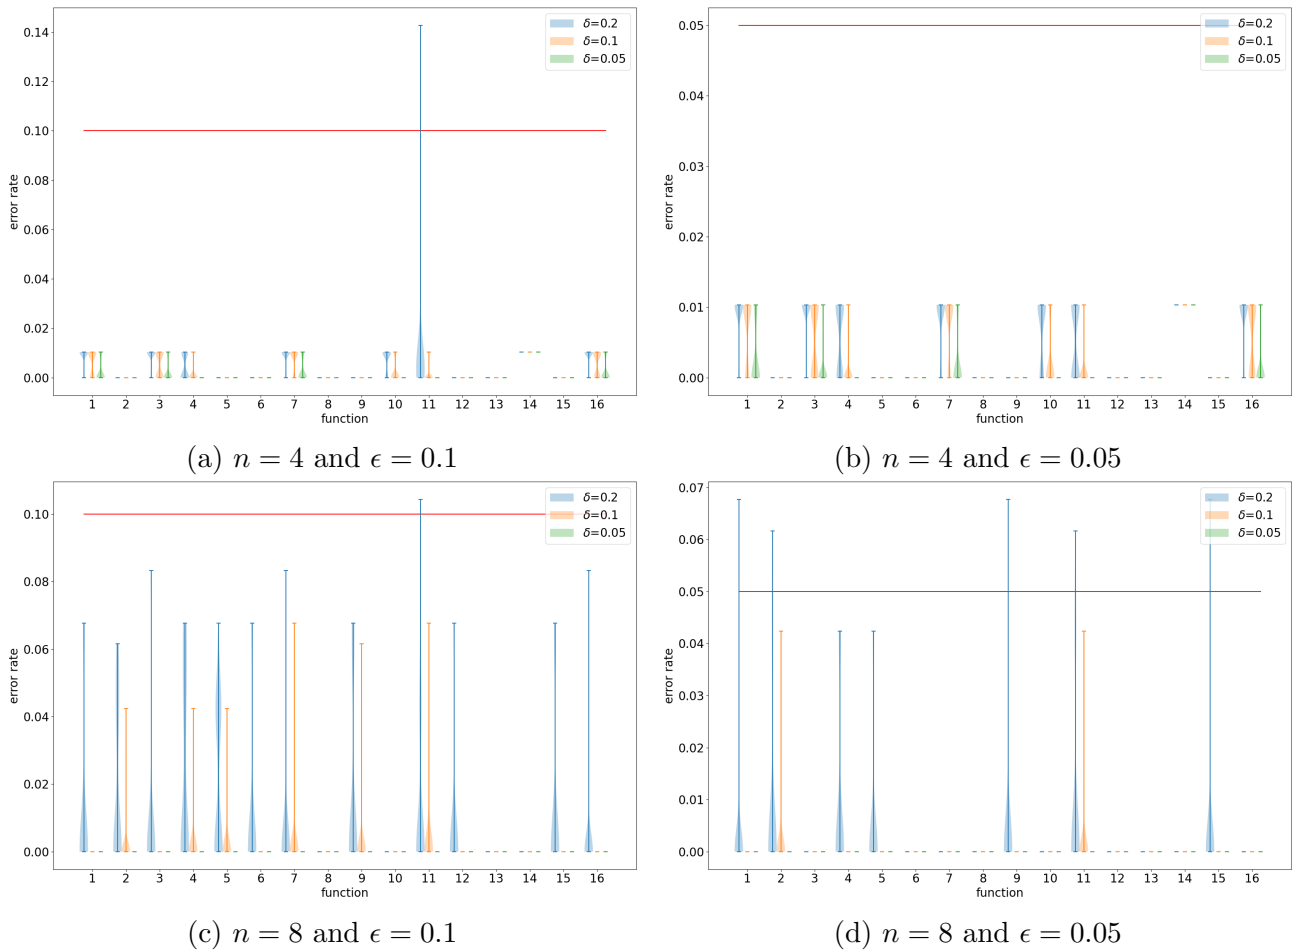 0.14
0.12
0.10
0.08
0.06
0.04
0.02
0.00
error rate
δ=0.2
δ=0.1
δ=0.05
1 2 3 4 5 6 7 8 9 10 11 12 13 14 15 16
function
(a) n = 4 and ϵ = 0.1
0.05
0.04
0.03
0.02
0.01
0.00
error rate
δ=0.2
δ=0.1
δ=0.05
1 2 3 4 5 6 7 8 9 10 11 12 13 14 15 16
function
(b) n = 4 and ϵ = 0.05
0.10
0.08
0.06
0.04
0.02
0.00
error rate
δ=0.2
δ=0.1
δ=0.05
1 2 3 4 5 6 7 8 9 10 11 12 13 14 15 16
function
(c) n = 8 and ϵ = 0.1
0.07
0.06
0.05
0.04
0.03
0.02
0.01
0.00
error rate
δ=0.2
δ=0.1
δ=0.05
1 2 3 4 5 6 7 8 9 10 11 12 13 14 15 16
function
(d) n = 8 and ϵ = 0.05